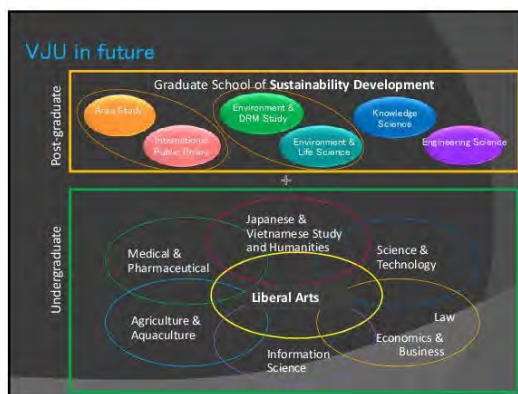 VJU in future
Post-graduate
Graduate School of Sustainability Development
Area Study
International
Public Policy
Environment &
DRM Study
Environment &
Life Science
Knowledge
Science
Engineering Science
+
Undergraduate
Japanese &
Vietnamese Study
and Humanities
Medical &
Pharmaceutical
Science &
Technology
Liberal Arts
Agriculture &
Aquaculture
Law
Economics &
Business
Information
Science